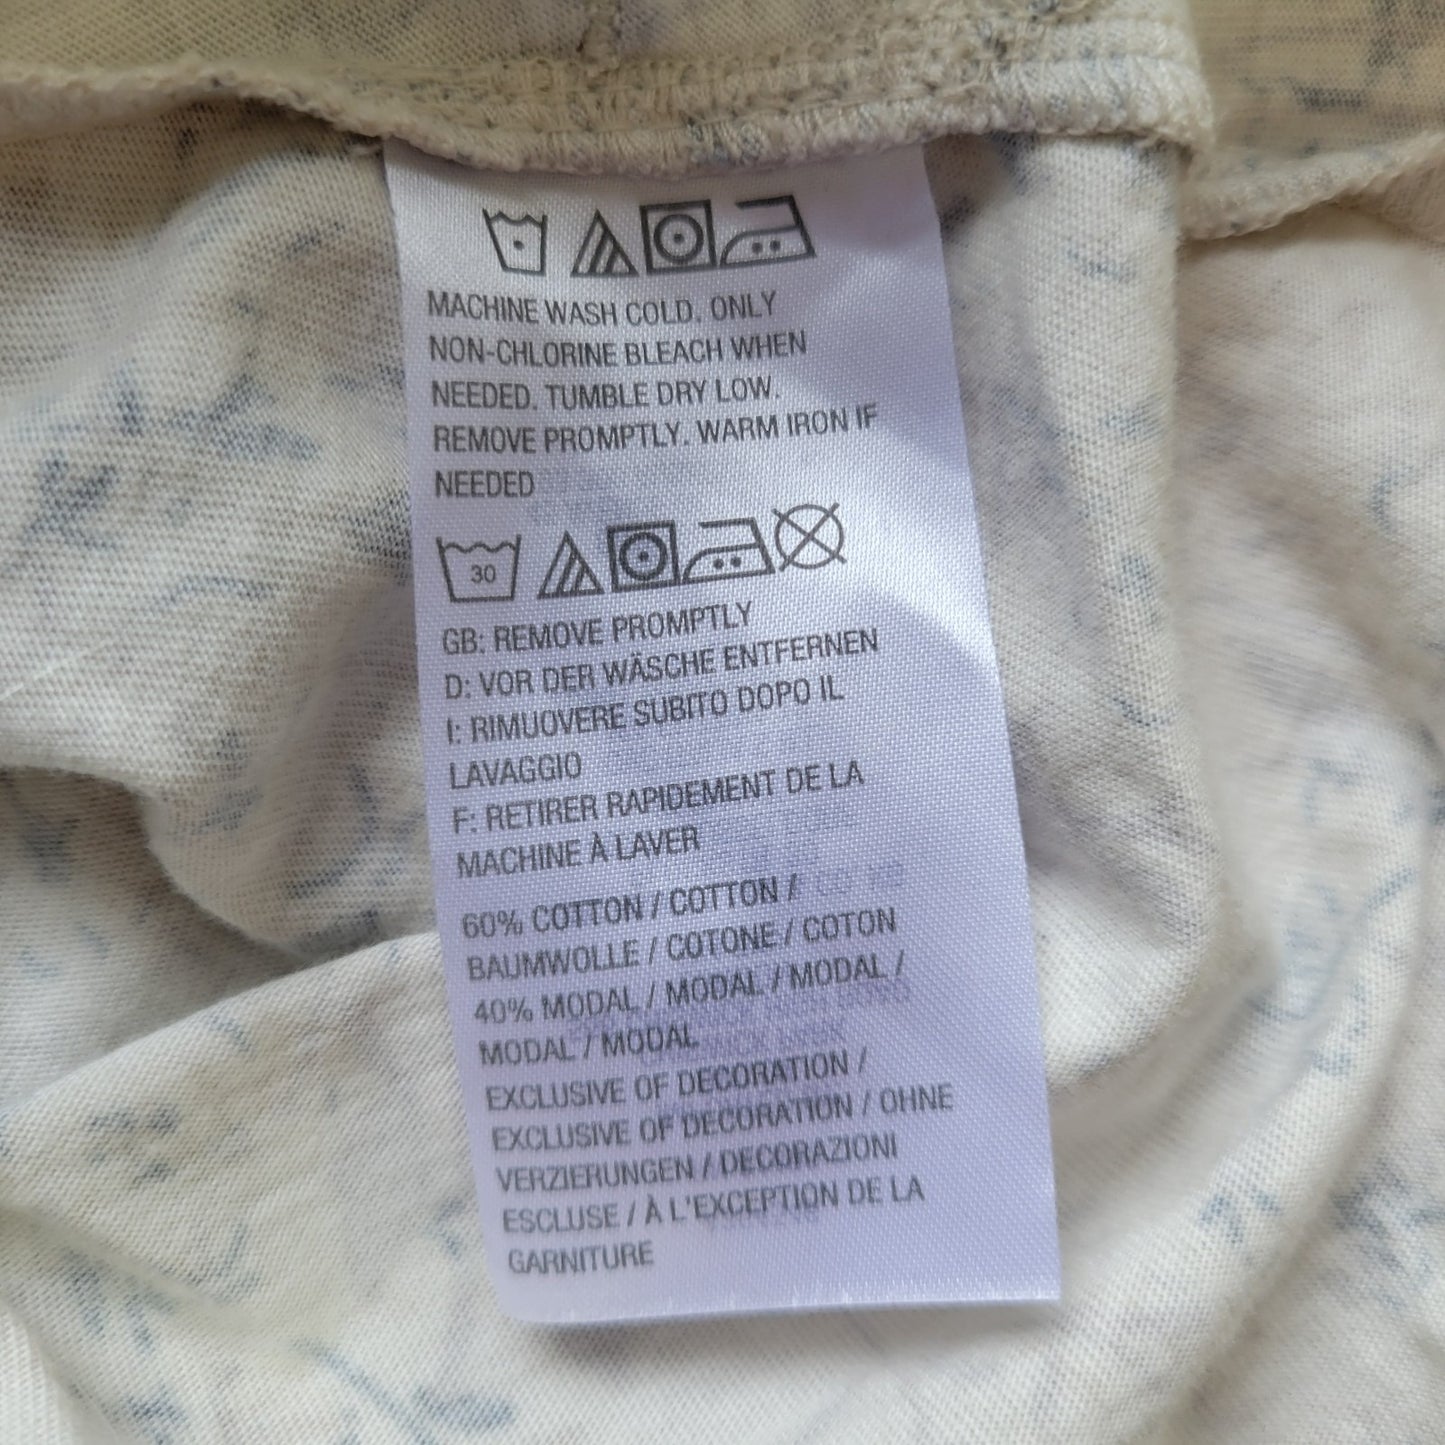 MACHINE WASH COLD. ONLY
NON-CHLORINE BLEACH WHEN
NEEDED. TUMBLE DRY LOW.
REMOVE PROMPTLY. WARM IRON IF
NEEDED
30
GB: REMOVE PROMPTLY
D: VOR DER WÄSCHE ENTFERNEN
I: RIMUOVERE SUBITO DOPO IL
LAVAGGIO
F: RETIRER RAPIDEMENT DE LA
MACHINE À LAVER
60% COTTON / COTTON /
BAUMWOLLE / COTONE / COTON
40% MODAL / MODAL / MODAL /
MODAL / MODAL
EXCLUSIVE OF DECORATION /
EXCLUSIVE OF DECORATION / OHNE
VERZIERUNGEN / DECORAZIONI
ESCLUSE / À L'EXCEPTION DE LA
GARNITURE